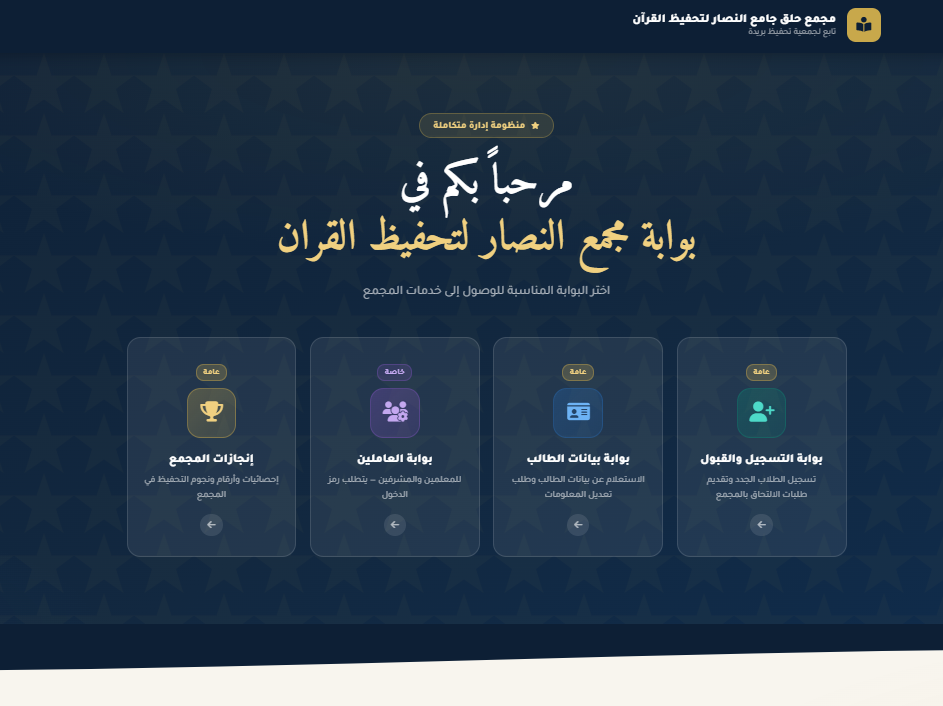 مجمع حلق جامع النصار لتحفيظ القرآن
تابع لجمعية تحفيظ بريدة
منظومة إدارة متكاملة
مرحباً بكم في
بوابة مجمع النصار لتحفيظ القران
اختر البوابة المناسبة للوصول إلى خدمات المجمع
عامة
بوابة التسجيل والقبول
تسجيل الطلاب الجدد وتقديم
طلبات الالتحاق بالمجمع
عامة
بوابة بيانات الطالب
الاستعلام عن بيانات الطالب وطلب
تعديل المعلومات
خاصة
بوابة العاملين
للمعلمين والمشرفين – يتطلب رمز
الدخول
عامة
إنجازات المجمع
إحصائيات وأرقام ونجوم التحفيظ في
المجمع